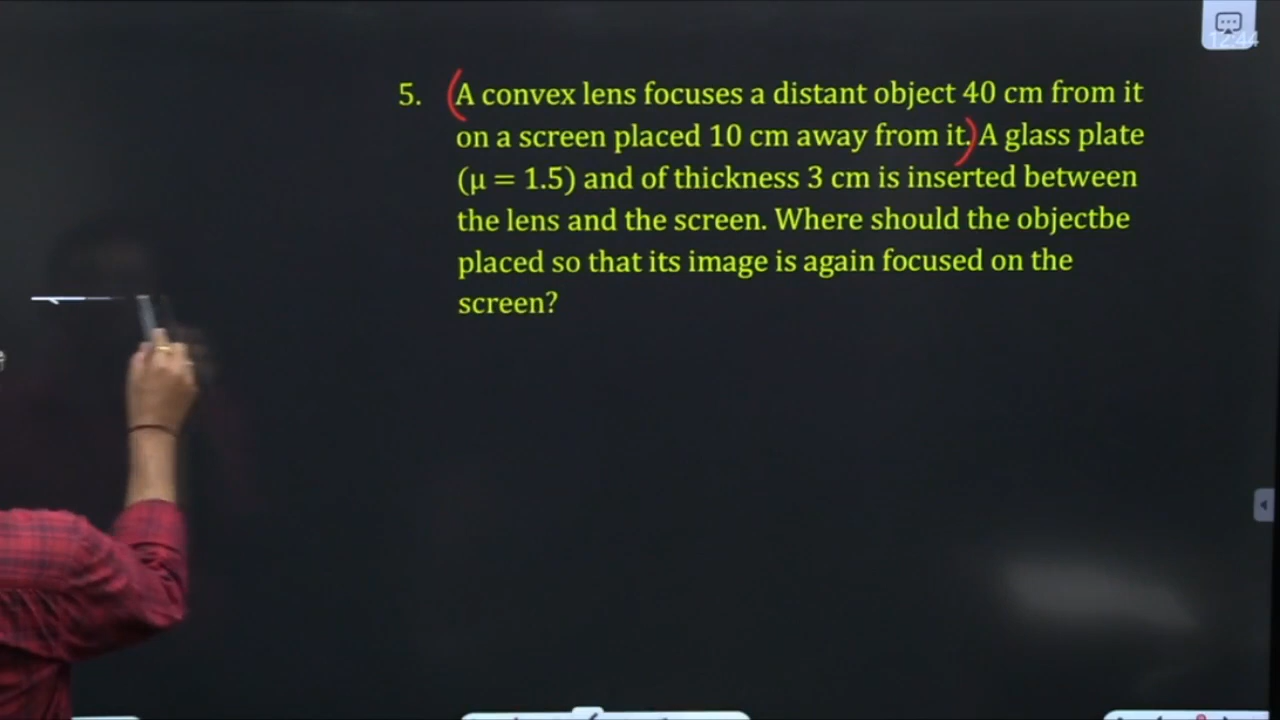 12:44
5. A convex lens focuses a distant object 40 cm from it
on a screen placed 10 cm away from it. A glass plate
(μ = 1.5) and of thickness 3 cm is inserted between
the lens and the screen. Where should the objectbe
placed so that its image is again focused on the
screen?